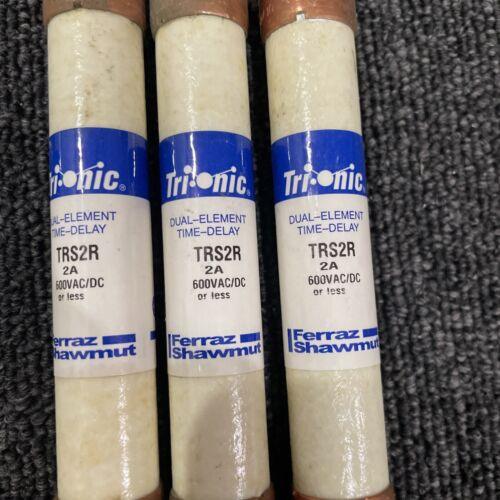 Tri-onic®
DUAL-ELEMENT
TIME-DELAY
TRS2R
2A
600VAC/DC
or less
Ferraz
Shawmut
Tri-onic®
DUAL-ELEMENT
TIME-DELAY
TRS2R
2A
600VAC/DC
or less
Ferraz
Shawmut
Tri-onic®
DUAL-ELEMENT
TIME-DELAY
TRS2R
2A
600VAC/DC
or less
Ferraz
Shawmut